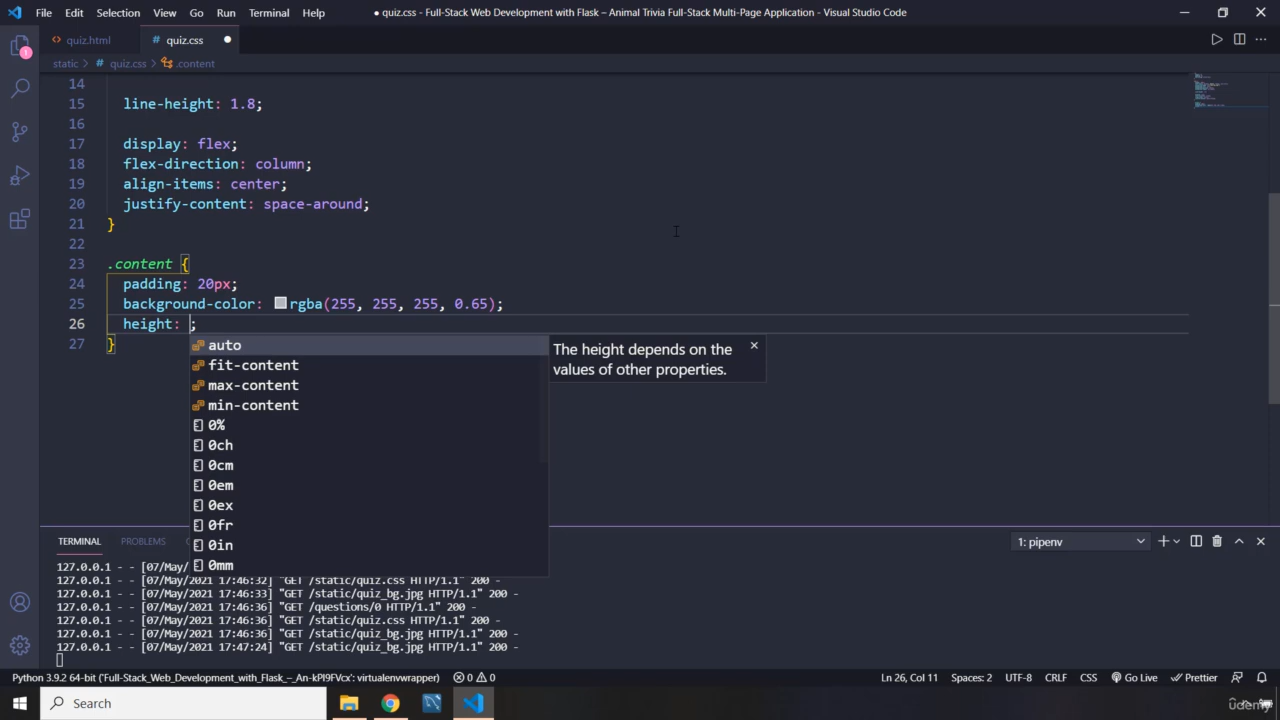 File Edit Selection View Go Run Terminal Help ● quiz.css - Full-Stack Web Development with Flask – Animal Trivia Full-Stack Multi-Page Application - Visual Studio Code
quiz.html # quiz.css ●
static > # quiz.css > .content
14
15 line-height: 1.8;
16
17 display: flex;
18 flex-direction: column;
19 align-items: center;
20 justify-content: space-around;
21 }
22
23 .content {
24 padding: 20px;
25 background-color: rgba(255, 255, 255, 0.65);
26 height: ;
27 }
auto
The height depends on the
values of other properties.
fit-content
max-content
min-content
0%
0ch
0cm
0em
0ex
0fr
0in
0mm
TERMINAL PROBLEMS
1: pipenv
127.0.0.1 - - [07/May/
127.0.0.1 - - [07/May/2021 17:46:32] "GET /static/quiz.css HTTP/1.1" 200 -
127.0.0.1 - - [07/May/2021 17:46:33] "GET /static/quiz_bg.jpg HTTP/1.1" 200 -
127.0.0.1 - - [07/May/2021 17:46:36] "GET /questions/0 HTTP/1.1" 200 -
127.0.0.1 - - [07/May/2021 17:46:36] "GET /static/quiz.css HTTP/1.1" 200 -
127.0.0.1 - - [07/May/2021 17:46:36] "GET /static/quiz_bg.jpg HTTP/1.1" 200 -
127.0.0.1 - - [07/May/2021 17:47:24] "GET /static/quiz_bg.jpg HTTP/1.1" 200 -
Python 3.9.2 64-bit ('Full-Stack_Web_Development_with_Flask_–_An-kPI9FVcx': virtualenvwrapper) 0 0 Ln 26, Col 11 Spaces: 2 UTF-8 CRLF CSS Go Live Prettier
Search
Udemy